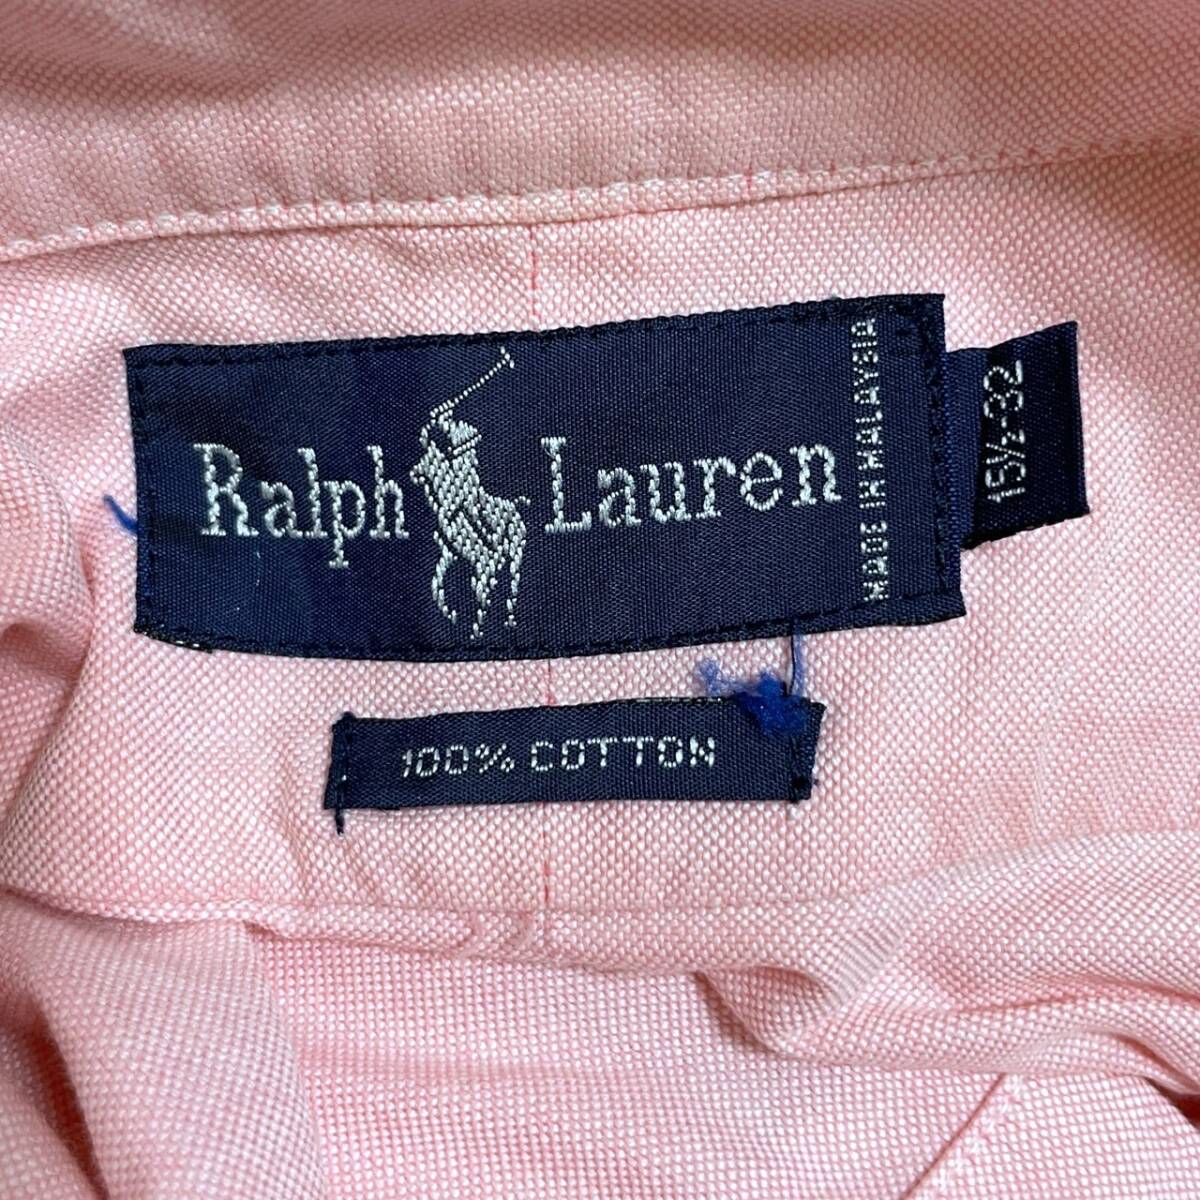 Ralph Lauren
MADE IN MALAYSIA
15½-32
100% COTTON